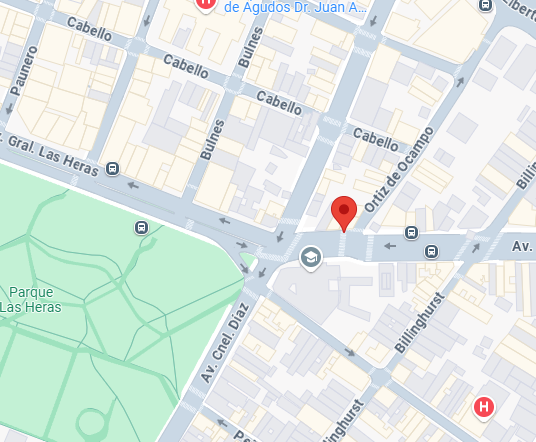 de Agudos Dr. Juan A...
H
Cabello
Bulnes
Paunero
Cabello
Cabello
Cabello
Ortiz de Ocampo
Bulnes
Gral. Las Heras
Av.
Parque
Las Heras
Av. Cnel. Diaz
Billinghurst
H